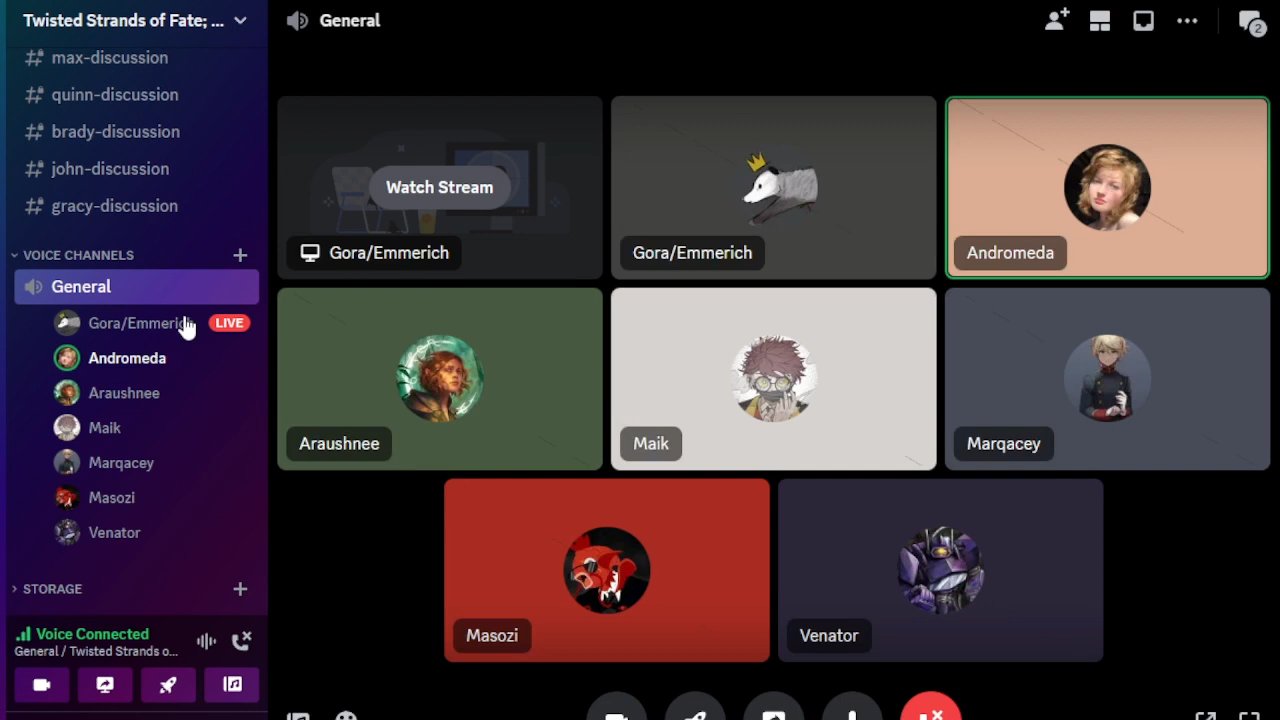 Twisted Strands of Fate; ...
max-discussion
quinn-discussion
brady-discussion
john-discussion
gracy-discussion
VOICE CHANNELS
General
Gora/Emmeric
LIVE
Andromeda
Araushnee
Maik
Marqacey
Masozi
Venator
STORAGE
Voice Connected
General / Twisted Strands o...
General
2
Watch Stream
Gora/Emmerich
Gora/Emmerich
Andromeda
Araushnee
Maik
Marqacey
Masozi
Venator